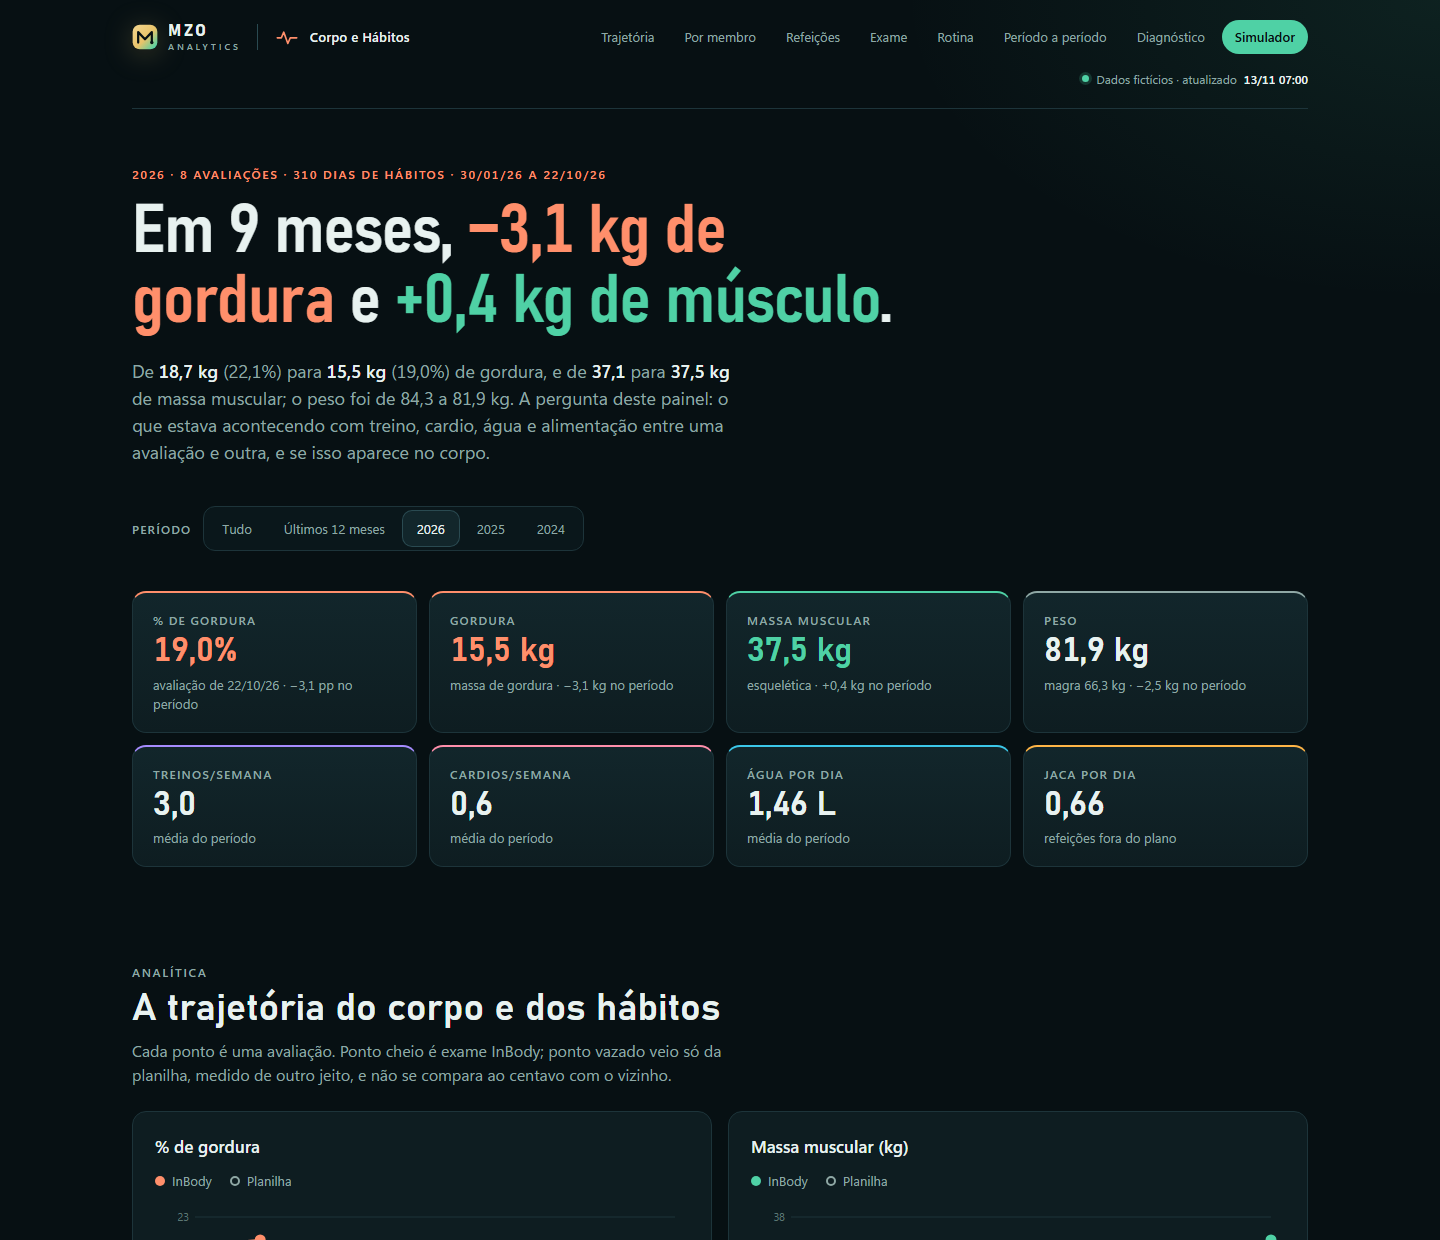 MZO
ANALYTICS
Corpo e Hábitos
Trajetória
Por membro
Refeições
Exame
Rotina
Período a período
Diagnóstico
Simulador
Dados fictícios · atualizado 13/11 07:00
2026 · 8 AVALIAÇÕES · 310 DIAS DE HÁBITOS · 30/01/26 A 22/10/26
Em 9 meses, −3,1 kg de
gordura e +0,4 kg de músculo.
De 18,7 kg (22,1%) para 15,5 kg (19,0%) de gordura, e de 37,1 para 37,5 kg
de massa muscular; o peso foi de 84,3 a 81,9 kg. A pergunta deste painel: o
que estava acontecendo com treino, cardio, água e alimentação entre uma
avaliação e outra, e se isso aparece no corpo.
PERÍODO
Tudo
Últimos 12 meses
2026
2025
2024
% DE GORDURA
19,0%
avaliação de 22/10/26 · −3,1 pp no
período
GORDURA
15,5 kg
massa de gordura · −3,1 kg no período
MASSA MUSCULAR
37,5 kg
esquelética · +0,4 kg no período
PESO
81,9 kg
magra 66,3 kg · −2,5 kg no período
TREINOS/SEMANA
3,0
média do período
CARDIOS/SEMANA
0,6
média do período
ÁGUA POR DIA
1,46 L
média do período
JACA POR DIA
0,66
refeições fora do plano
ANALÍTICA
A trajetória do corpo e dos hábitos
Cada ponto é uma avaliação. Ponto cheio é exame InBody; ponto vazado veio só da
planilha, medido de outro jeito, e não se compara ao centavo com o vizinho.
% de gordura
InBody
Planilha
23
Massa muscular (kg)
InBody
Planilha
38